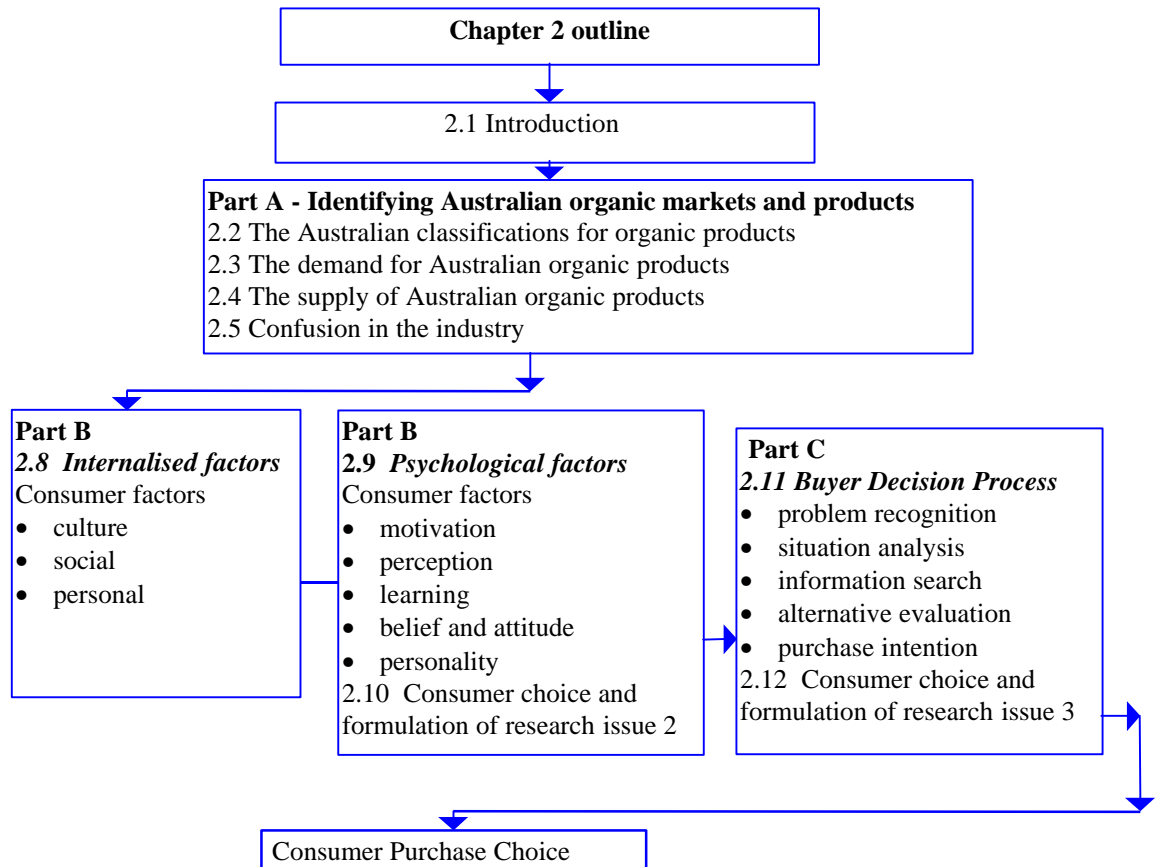 Chapter 2 outline
2.1 Introduction
Part A - Identifying Australian organic markets and products
2.2 The Australian classifications for organic products
2.3 The demand for Australian organic products
2.4 The supply of Australian organic products
2.5 Confusion in the industry
Part B
2.8 Internalised factors
Consumer factors
• culture
• social
• personal
Part B
2.9 Psychological factors
Consumer factors
• motivation
• perception
• learning
• belief and attitude
• personality
2.10 Consumer choice and
formulation of research issue 2
Part C
2.11 Buyer Decision Process
• problem recognition
• situation analysis
• information search
• alternative evaluation
• purchase intention
2.12 Consumer choice and
formulation of research issue 3
Consumer Purchase Choice